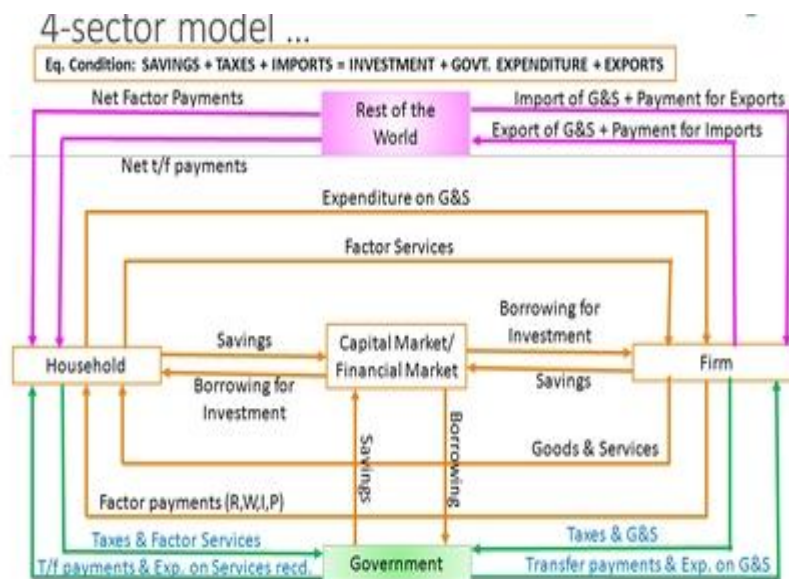 4-sector model ...
Eq. Condition: SAVINGS + TAXES + IMPORTS = INVESTMENT + GOVT. EXPENDITURE + EXPORTS
Net Factor Payments
Rest of the
World
Import of G&S + Payment for Exports
Export of G&S + Payment for Imports
Net t/f payments
Expenditure on G&S
Factor Services
Household
Savings
Borrowing for
Investment
Capital Market/
Financial Market
Borrowing for
Investment
Savings
Firm
Savings
Borrowing
Goods & Services
Factor payments (R,W,I,P)
Taxes & Factor Services
T/f payments & Exp. on Services recd.
Government
Taxes & G&S
Transfer payments & Exp. on G&S